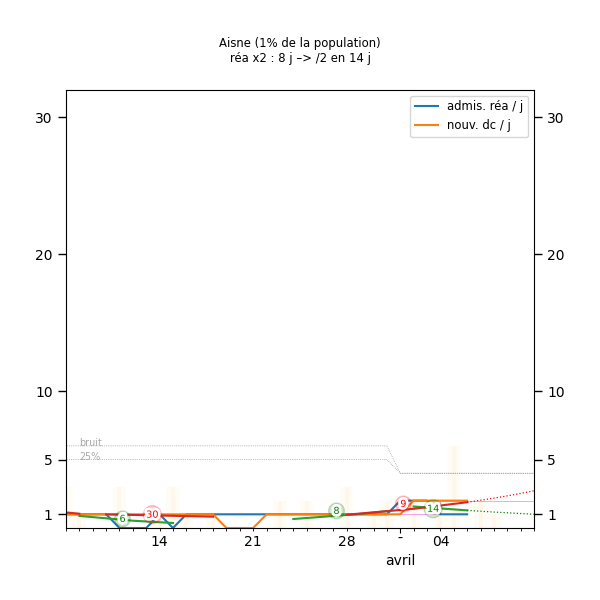 Aisne (1% de la population)
réa x2 : 8 j –> /2 en 14 j
admis. réa / j
nouv. dc / j
30 30
20 20
10 10
bruit
5 5
25%
1 1
6 -30 8 9 -14
14 21 28 - 04
avril